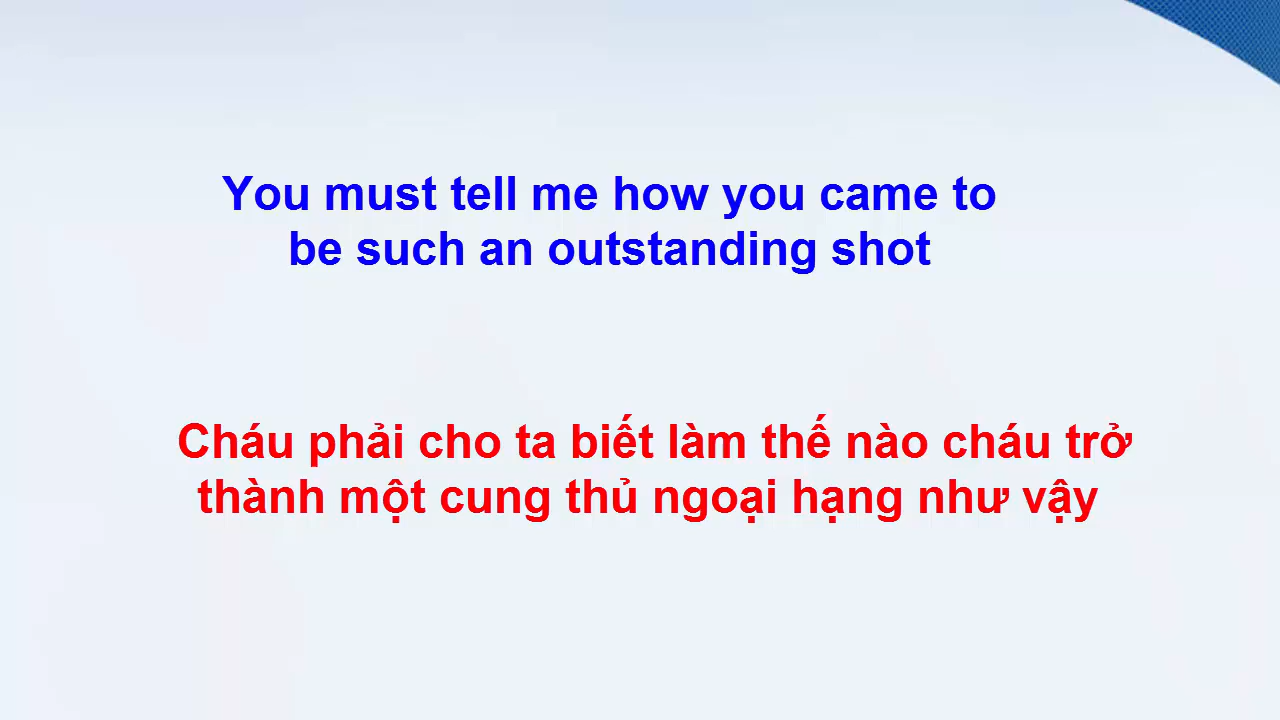 You must tell me how you came to
be such an outstanding shot
Cháu phải cho ta biết làm thế nào cháu trở
thành một cung thủ ngoại hạng như vậy